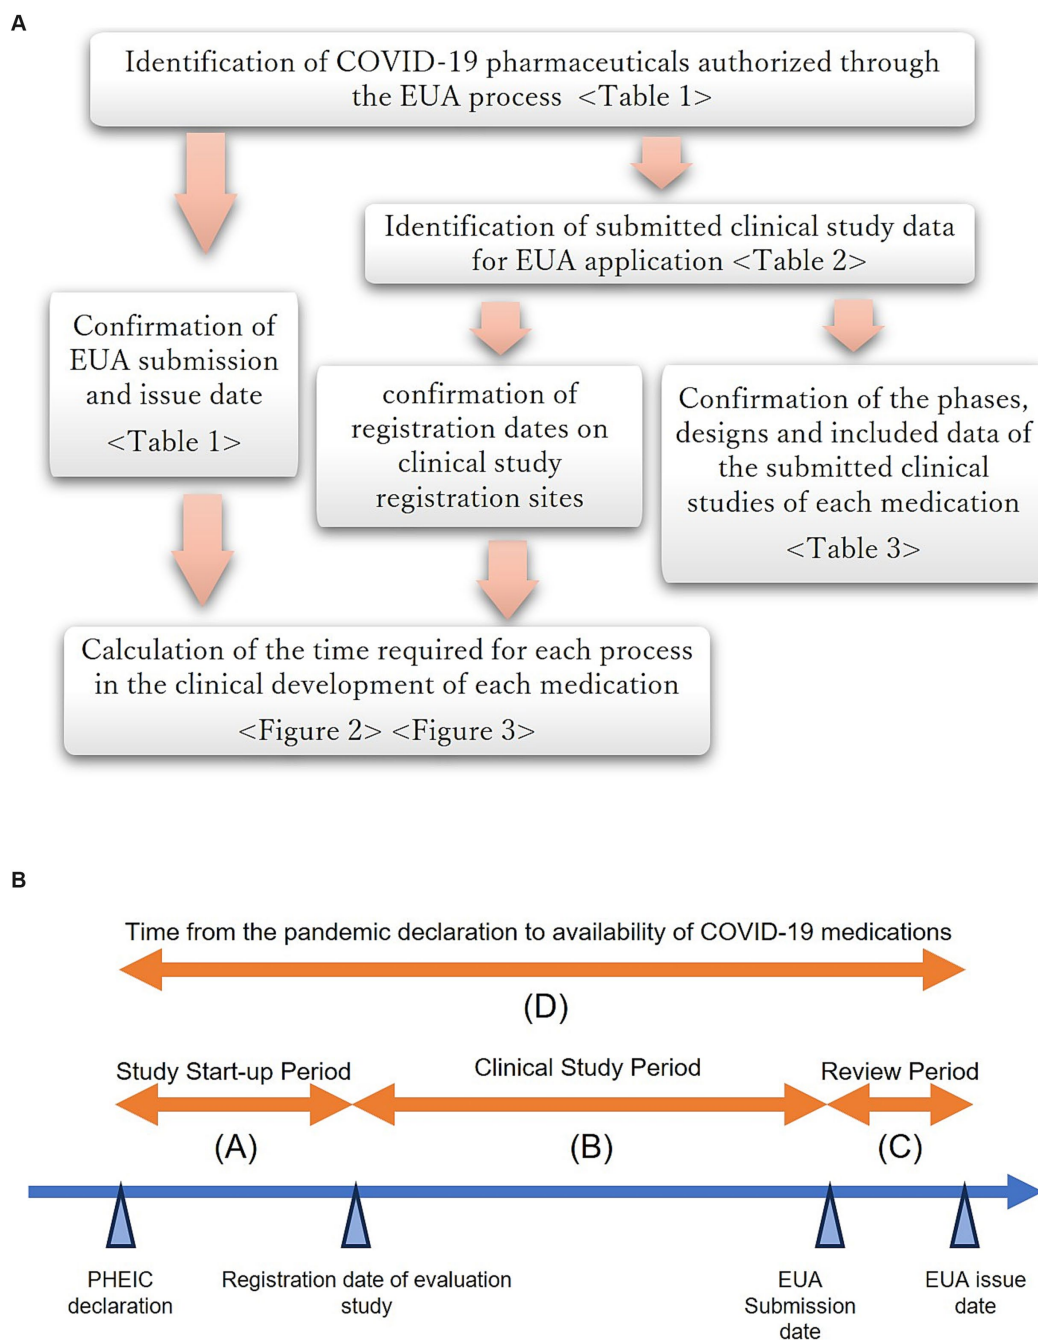 A
Identification of COVID-19 pharmaceuticals authorized through
the EUA process <Table 1>
Identification of submitted clinical study data
for EUA application <Table 2>
Confirmation of
EUA submission
and issue date
<Table 1>
confirmation of
registration dates on
clinical study
registration sites
Confirmation of the phases,
designs and included data of
the submitted clinical
studies of each medication
<Table 3>
Calculation of the time required for each process
in the clinical development of each medication
<Figure 2> <Figure 3>
B
Time from the pandemic declaration to availability of COVID-19 medications
(D)
Study Start-up Period
Clinical Study Period
Review Period
(A)
(B)
(C)
PHEIC
declaration
Registration date of evaluation
study
EUA
Submission
date
EUA issue
date